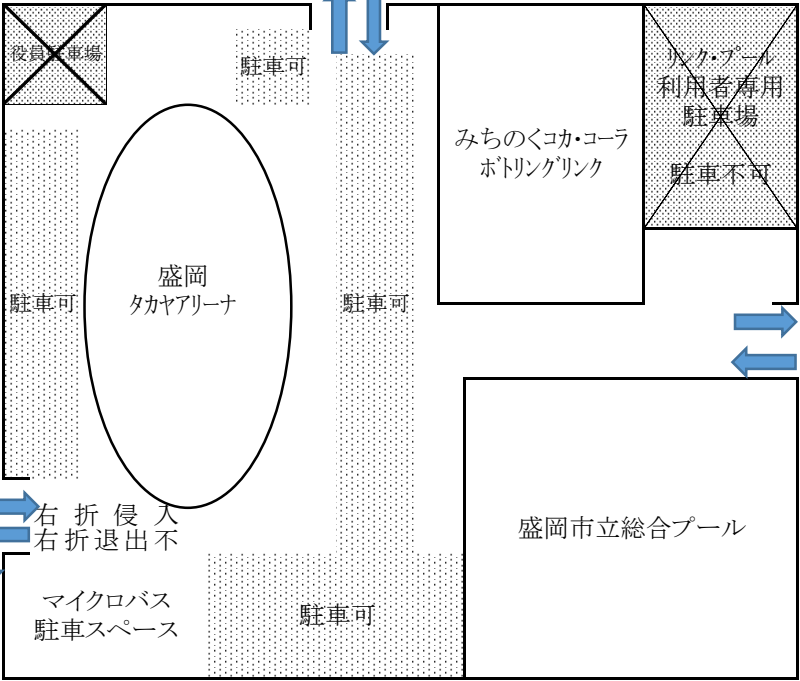 役員駐車場
駐車可
リンク・プール
利用者専用
駐車場
駐車不可
みちのくコカ・コーラ
ボトリングリンク
盛岡
タカヤアリーナ
駐車可
駐車可
右折侵入
右折退出不
盛岡市立総合プール
マイクロバス
駐車スペース
駐車可